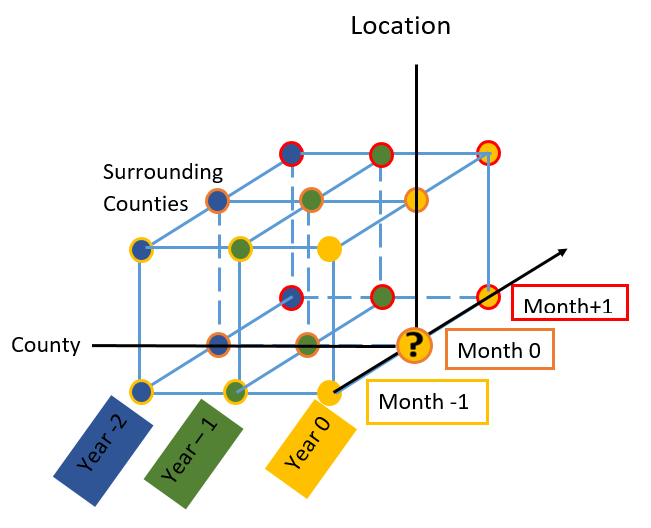 Location
Surrounding
Counties
County
?
Month+1
Month 0
Month -1
Year -2
Year – 1
Year 0